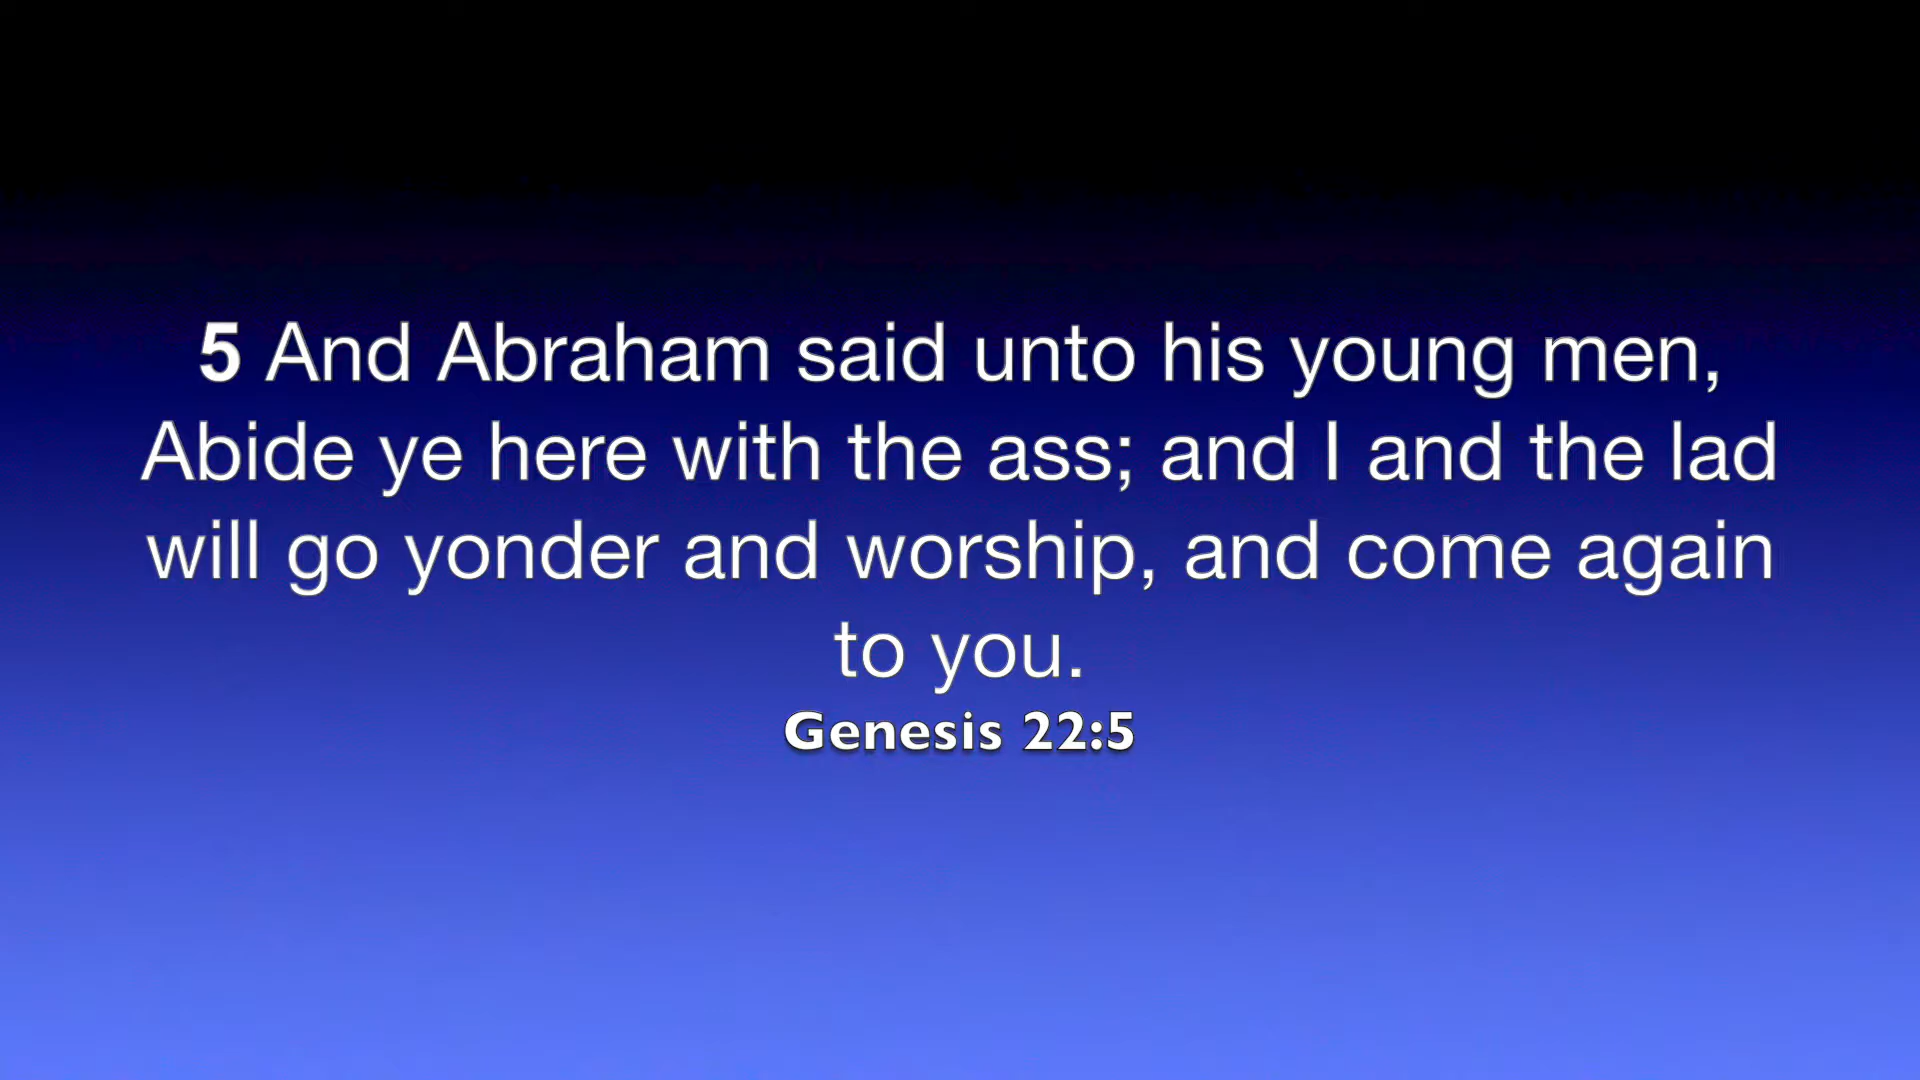 5 And Abraham said unto his young men,
Abide ye here with the ass; and I and the lad
will go yonder and worship, and come again
to you.
Genesis 22:5